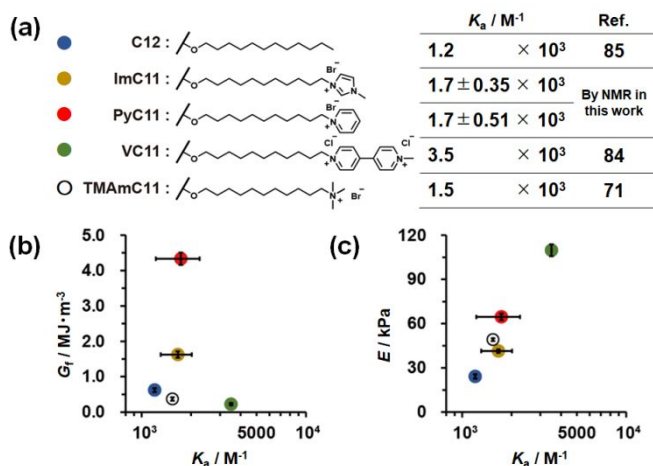 (a)
Ka / M-1 Ref.
C12 : O 1.2 × 10³ 85
ImC11 : O N + N Br⁻ 1.7 ± 0.35 × 10³
By NMR in
this work
PyC11 : O N + Br⁻ 1.7 ± 0.51 × 10³
VC11 : O N + Cl⁻ N + Cl⁻ 3.5 × 10³ 84
TMAmC11 : O N + Br⁻ 1.5 × 10³ 71
(b)
Gf / MJ·m-3
5.0
4.0
3.0
2.0
1.0
0.0
10³ 5000 10⁴
Ka / M-1
(c)
E / kPa
120
90
60
30
0
10³ 5000 10⁴
Ka / M-1